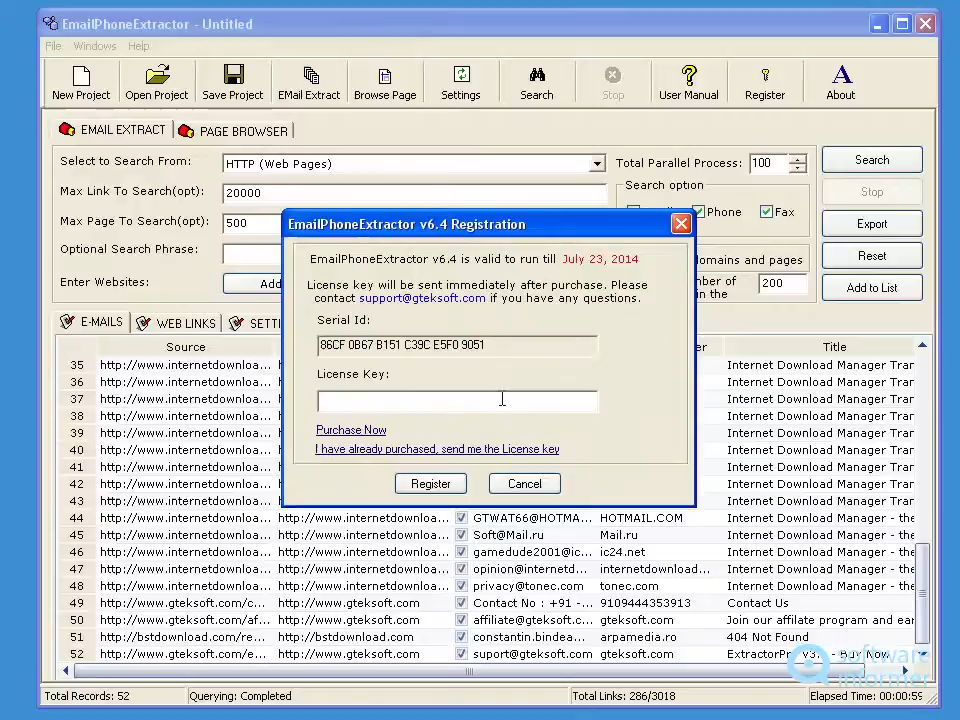 EmailPhoneExtractor - Untitled
File Windows Help
New Project Open Project Save Project EMail Extract Browse Page Settings Search Stop User Manual Register About
EMAIL EXTRACT PAGE BROWSER
Select to Search From: HTTP (Web Pages) Total Parallel Process: 100 Search
Max Link To Search(opt): 20000 Search option Stop
Max Page To Search(opt): 500 Phone Fax Export
Optional Search Phrase: domains and pages Reset
Enter Websites: Add 200 Add to List
in the
E-MAILS WEB LINKS
EmailPhoneExtractor v6.4 Registration
EmailPhoneExtractor v6.4 is valid to run till July 23, 2014
License key will be sent immediately after purchase. Please
contact support@gteksoft.com if you have any questions.
Serial Id:
86CF 0B67 B151 C39C E5F0 9051
License Key:
Purchase Now
I have already purchased, send me the License key
Register Cancel
Source Title
35 http://www.internetdownloa... Internet Download Manager Tran
36 http://www.internetdownloa... Internet Download Manager Tran
37 http://www.internetdownloa... Internet Download Manager Tran
38 http://www.internetdownloa... Internet Download Manager Tran
39 http://www.internetdownloa... Internet Download Manager Tran
40 http://www.internetdownloa... Internet Download Manager Tran
41 http://www.internetdownloa... Internet Download Manager Tran
42 http://www.internetdownloa... Internet Download Manager Tran
43 http://www.internetdownloa... Internet Download Manager Tran
44 http://www.internetdownloa... http://www.internetdownloa... GTWAT66@HOTMA... HOTMAIL.COM Internet Download Manager - the
45 http://www.internetdownloa... http://www.internetdownloa... Soft@Mail.ru Mail.ru Internet Download Manager - the
46 http://www.internetdownloa... http://www.internetdownloa... gamedude2001@ic... ic24.net Internet Download Manager - the
47 http://www.internetdownloa... http://www.internetdownloa... opinion@internetd... internetdownload... Internet Download Manager - the
48 http://www.internetdownloa... http://www.internetdownloa... privacy@tonec.com tonec.com Internet Download Manager - the
49 http://www.gteksoft.com/c... http://www.gteksoft.com Contact No : +91 -... 9109444353913 Contact Us
50 http://www.gteksoft.com/af... http://www.gteksoft.com affiliate@gteksoft.com gteksoft.com Join our affilate program and ear
51 http://bstdownload.com/re... http://bstdownload.com constantin.bindea... arpamedia.ro 404 Not Found
52 http://www.gteksoft.com/e... http://www.gteksoft.com suport@gteksoft.com gteksoft.com ExtractorPro v3. - Buy Now
software
informer
Total Records: 52 Querying: Completed Total Links: 286/3018 Elapsed Time: 00:00:59